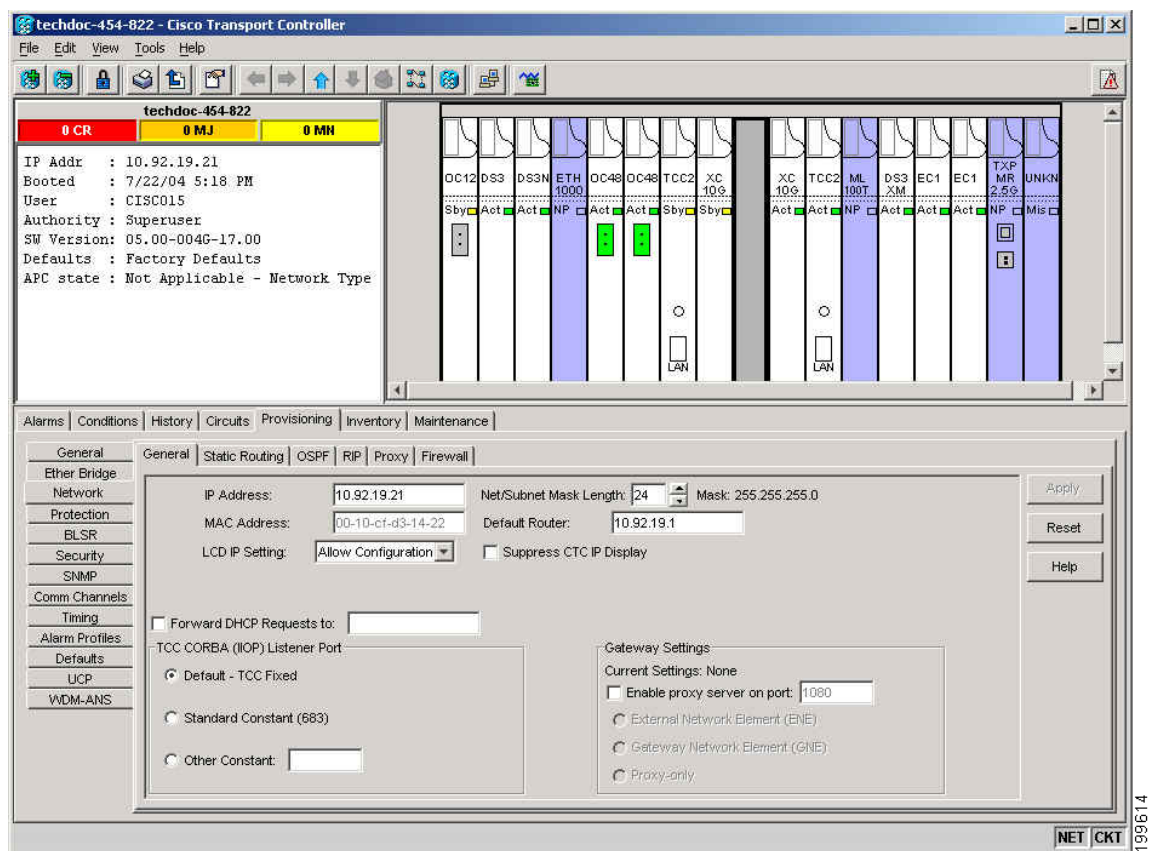 techdoc-454-822 - Cisco Transport Controller
File Edit View Tools Help
techdoc-454-822
0 CR 0 MJ 0 MN
IP Addr : 10.92.19.21
Booted : 7/22/04 5:18 PM
User : CISCO15
Authority : Superuser
SW Version: 05.00-004G-17.00
Defaults : Factory Defaults
APC state : Not Applicable - Network Type
OC12 DS3 DS3N ETH 1000 OC48 OC48 TCC2 XC 10G XC 10G TCC2 ML 100T DS3 XM EC1 EC1 TXP MR 2.5G UNKN
Sby Act Act NP Act Act Sby Sby Act Act NP Act Act Act NP Mis
LAN LAN
Alarms Conditions History Circuits Provisioning Inventory Maintenance
General
Ether Bridge
Network
Protection
BLSR
Security
SNMP
Comm Channels
Timing
Alarm Profiles
Defaults
UCP
WDM-ANS
General Static Routing OSPF RIP Proxy Firewall
IP Address: 10.92.19.21 Net/Subnet Mask Length: 24 Mask: 255.255.255.0
MAC Address: 00-10-cf-d3-14-22 Default Router: 10.92.19.1
LCD IP Setting: Allow Configuration Suppress CTC IP Display
Forward DHCP Requests to:
TCC CORBA (IIOP) Listener Port
Default - TCC Fixed
Standard Constant (683)
Other Constant:
Gateway Settings
Current Settings: None
Enable proxy server on port: 1080
External Network Element (ENE)
Gateway Network Element (GNE)
Proxy-only
Apply
Reset
Help
NET CKT
199614